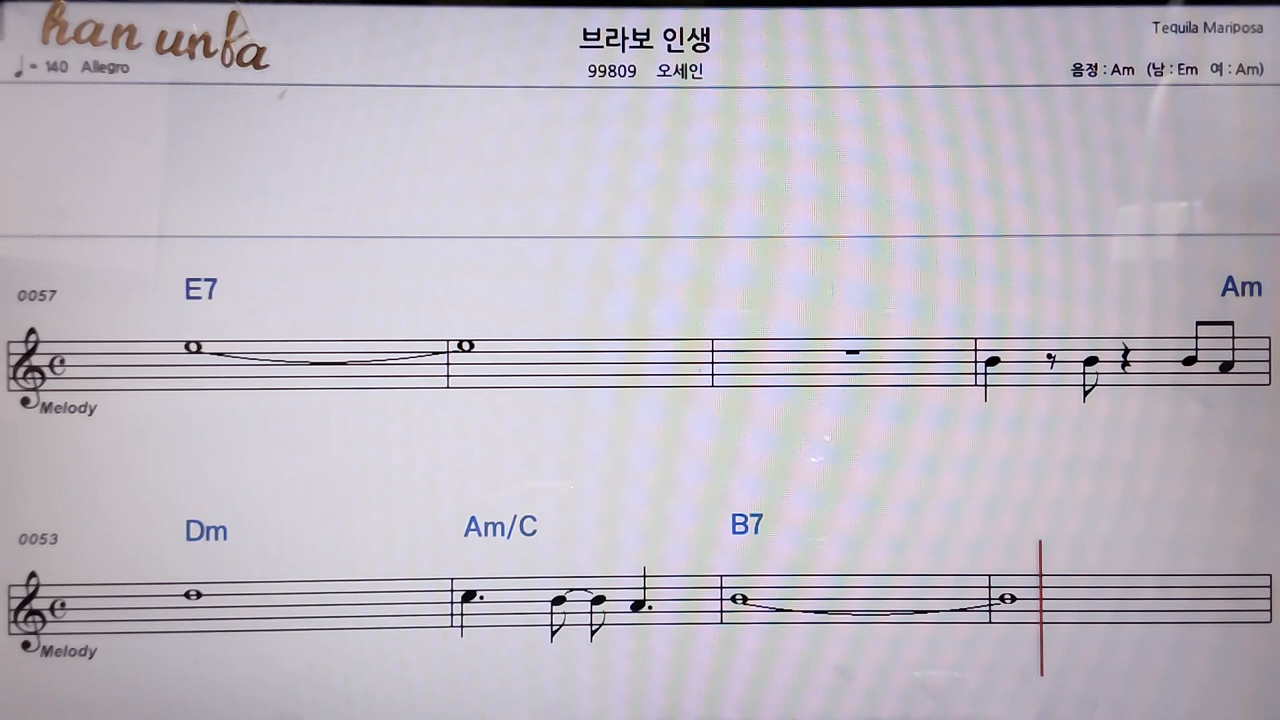 han unfa
브라보 인생
Tequila Mariposa
♩ = 140 Allegro
99809 오세인
음정 : Am (남 : Em 여 : Am)
0057 E7 Am
Melody
0053 Dm Am/C B7
Melody